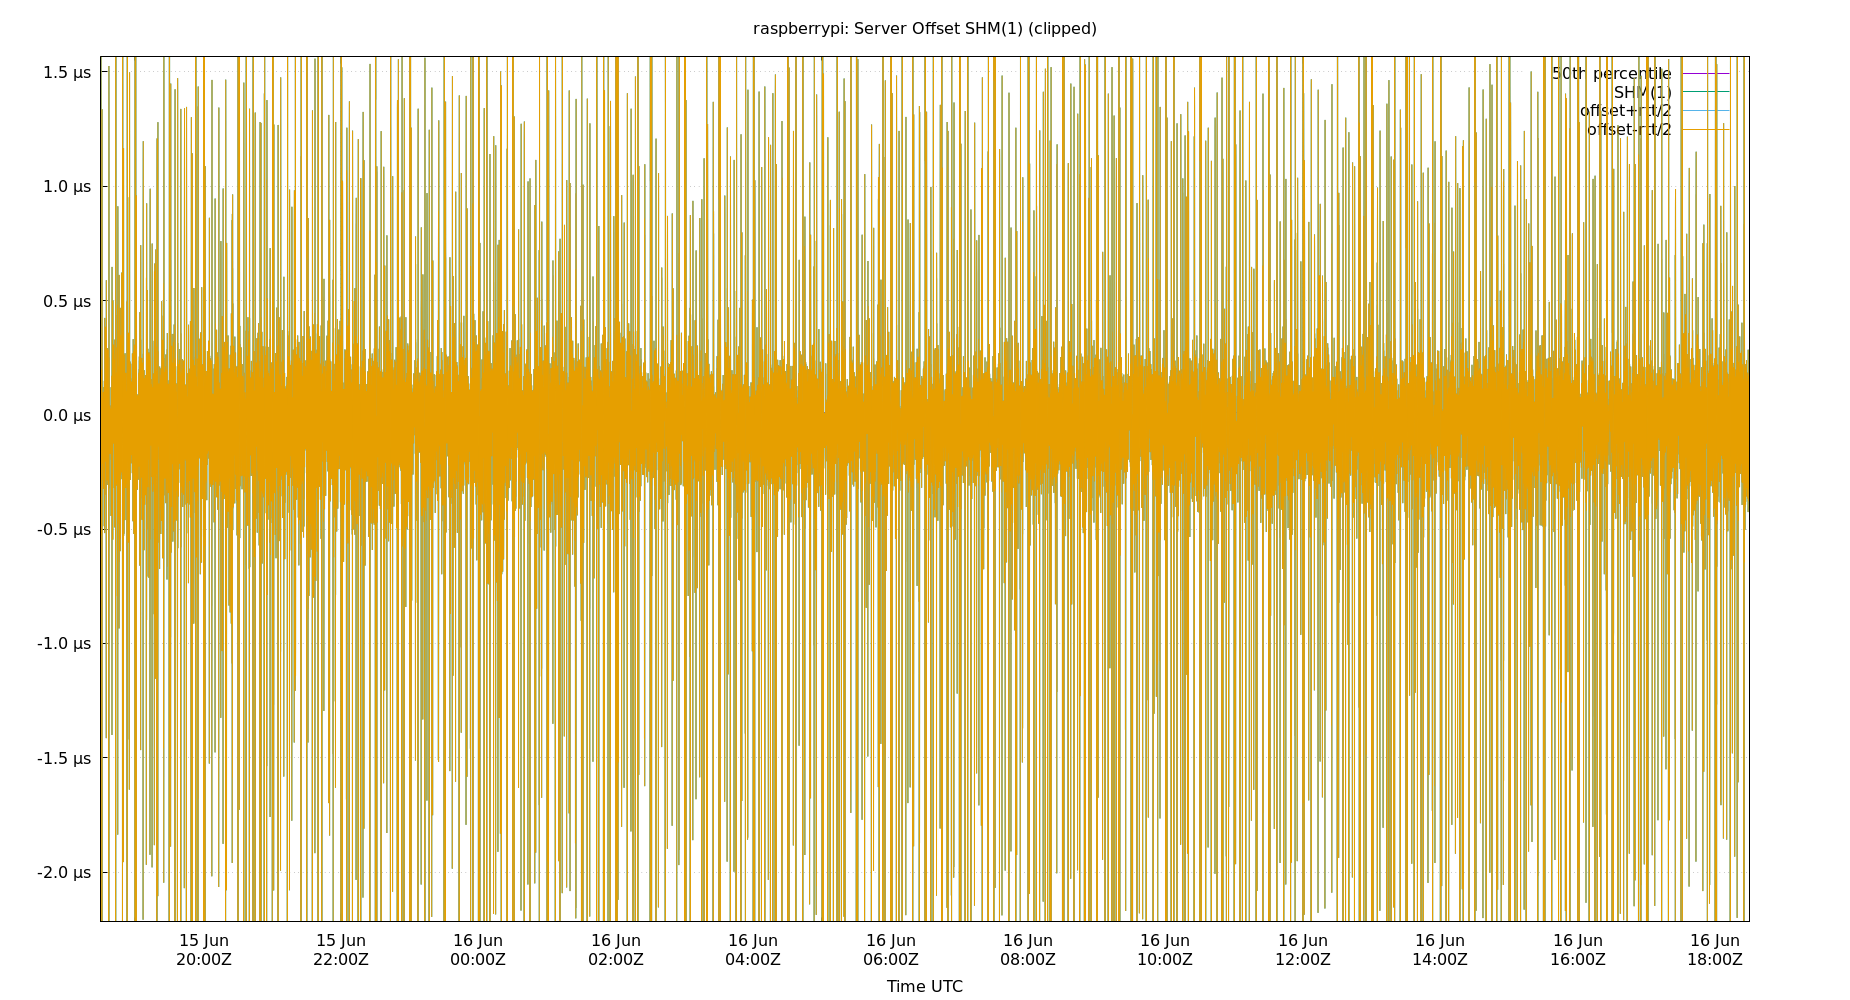 raspberrypi: Server Offset SHM(1) (clipped)
1.5 µs
1.0 µs
0.5 µs
0.0 µs
-0.5 µs
-1.0 µs
-1.5 µs
-2.0 µs
50th percentile
SHM(1)
offset+rtt/2
offset-rtt/2
15 Jun 15 Jun 16 Jun 16 Jun 16 Jun 16 Jun 16 Jun 16 Jun 16 Jun 16 Jun 16 Jun 16 Jun
20:00Z 22:00Z 00:00Z 02:00Z 04:00Z 06:00Z 08:00Z 10:00Z 12:00Z 14:00Z 16:00Z 18:00Z
Time UTC